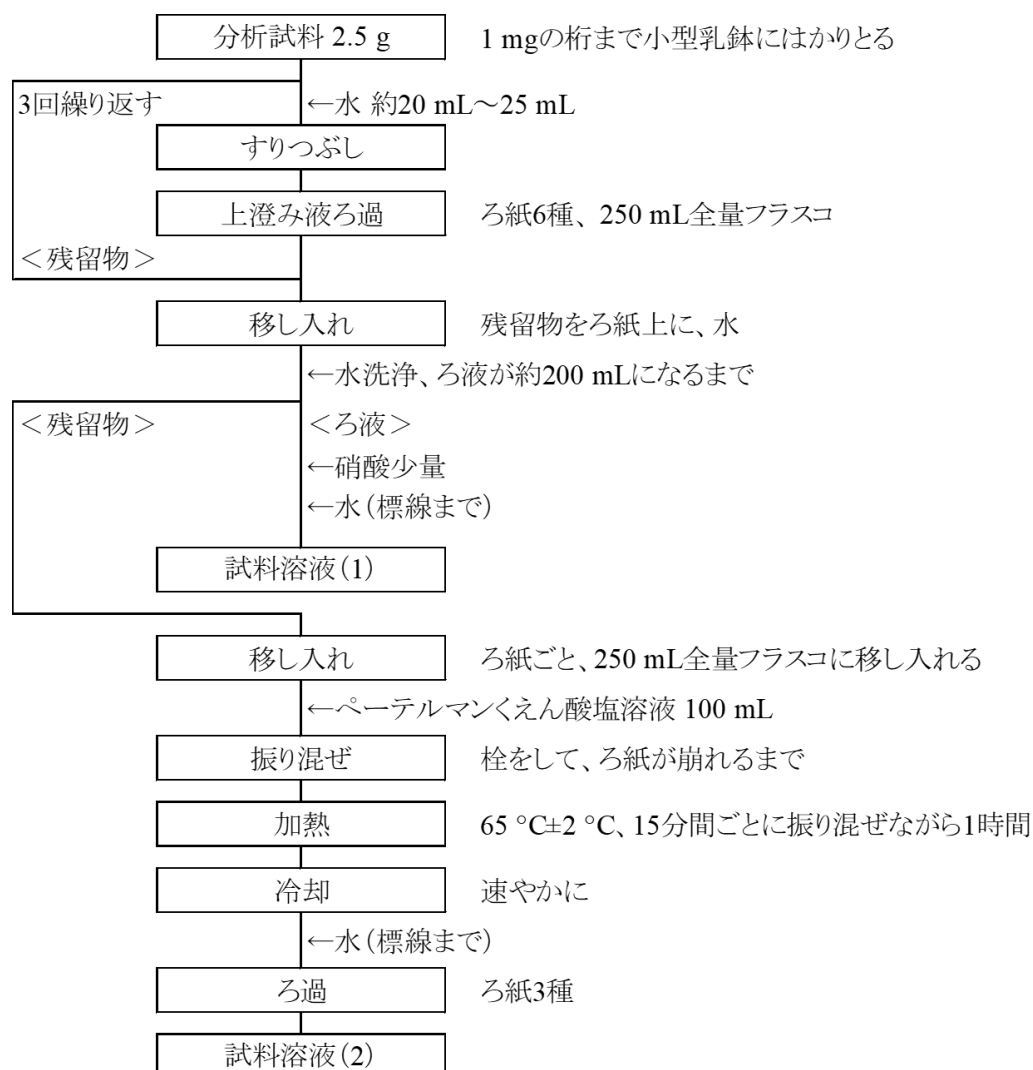 分析試料 2.5 g 1 mgの桁まで小型乳鉢にはかりとる
3回繰り返す ←水 約20 mL～25 mL
すりつぶし
上澄み液ろ過 ろ紙6種、 250 mL全量フラスコ
＜残留物＞
移し入れ 残留物をろ紙上に、水
←水洗浄、ろ液が約200 mLになるまで
＜残留物＞ ＜ろ液＞
←硝酸少量
←水（標線まで）
試料溶液（1）
移し入れ ろ紙ごと、250 mL全量フラスコに移し入れる
←ペーテルマンくえん酸塩溶液 100 mL
振り混ぜ 栓をして、ろ紙が崩れるまで
加熱 65 °C±2 °C、15分間ごとに振り混ぜながら1時間
冷却 速やかに
←水（標線まで）
ろ過 ろ紙3種
試料溶液（2）